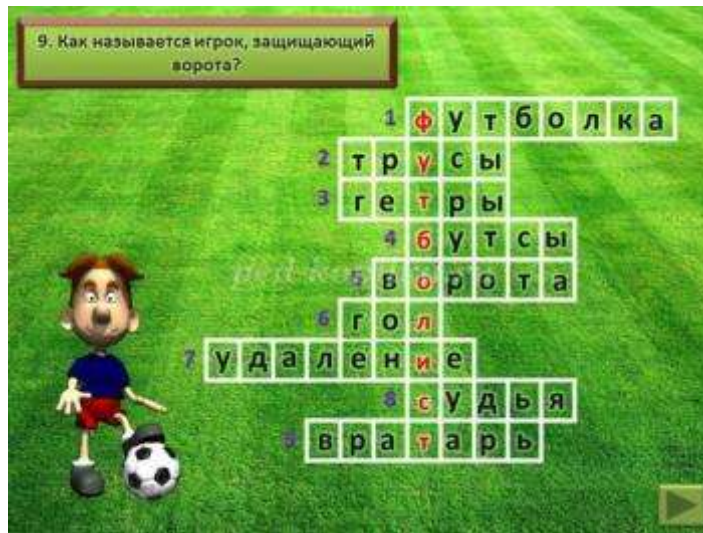 9. Как называется игрок, защищающий
ворота?
1 футболка
2 трусы
3 гетры
4 бутсы
5 ворота
6 гол
7 удаление
8 судья
9 вратарь